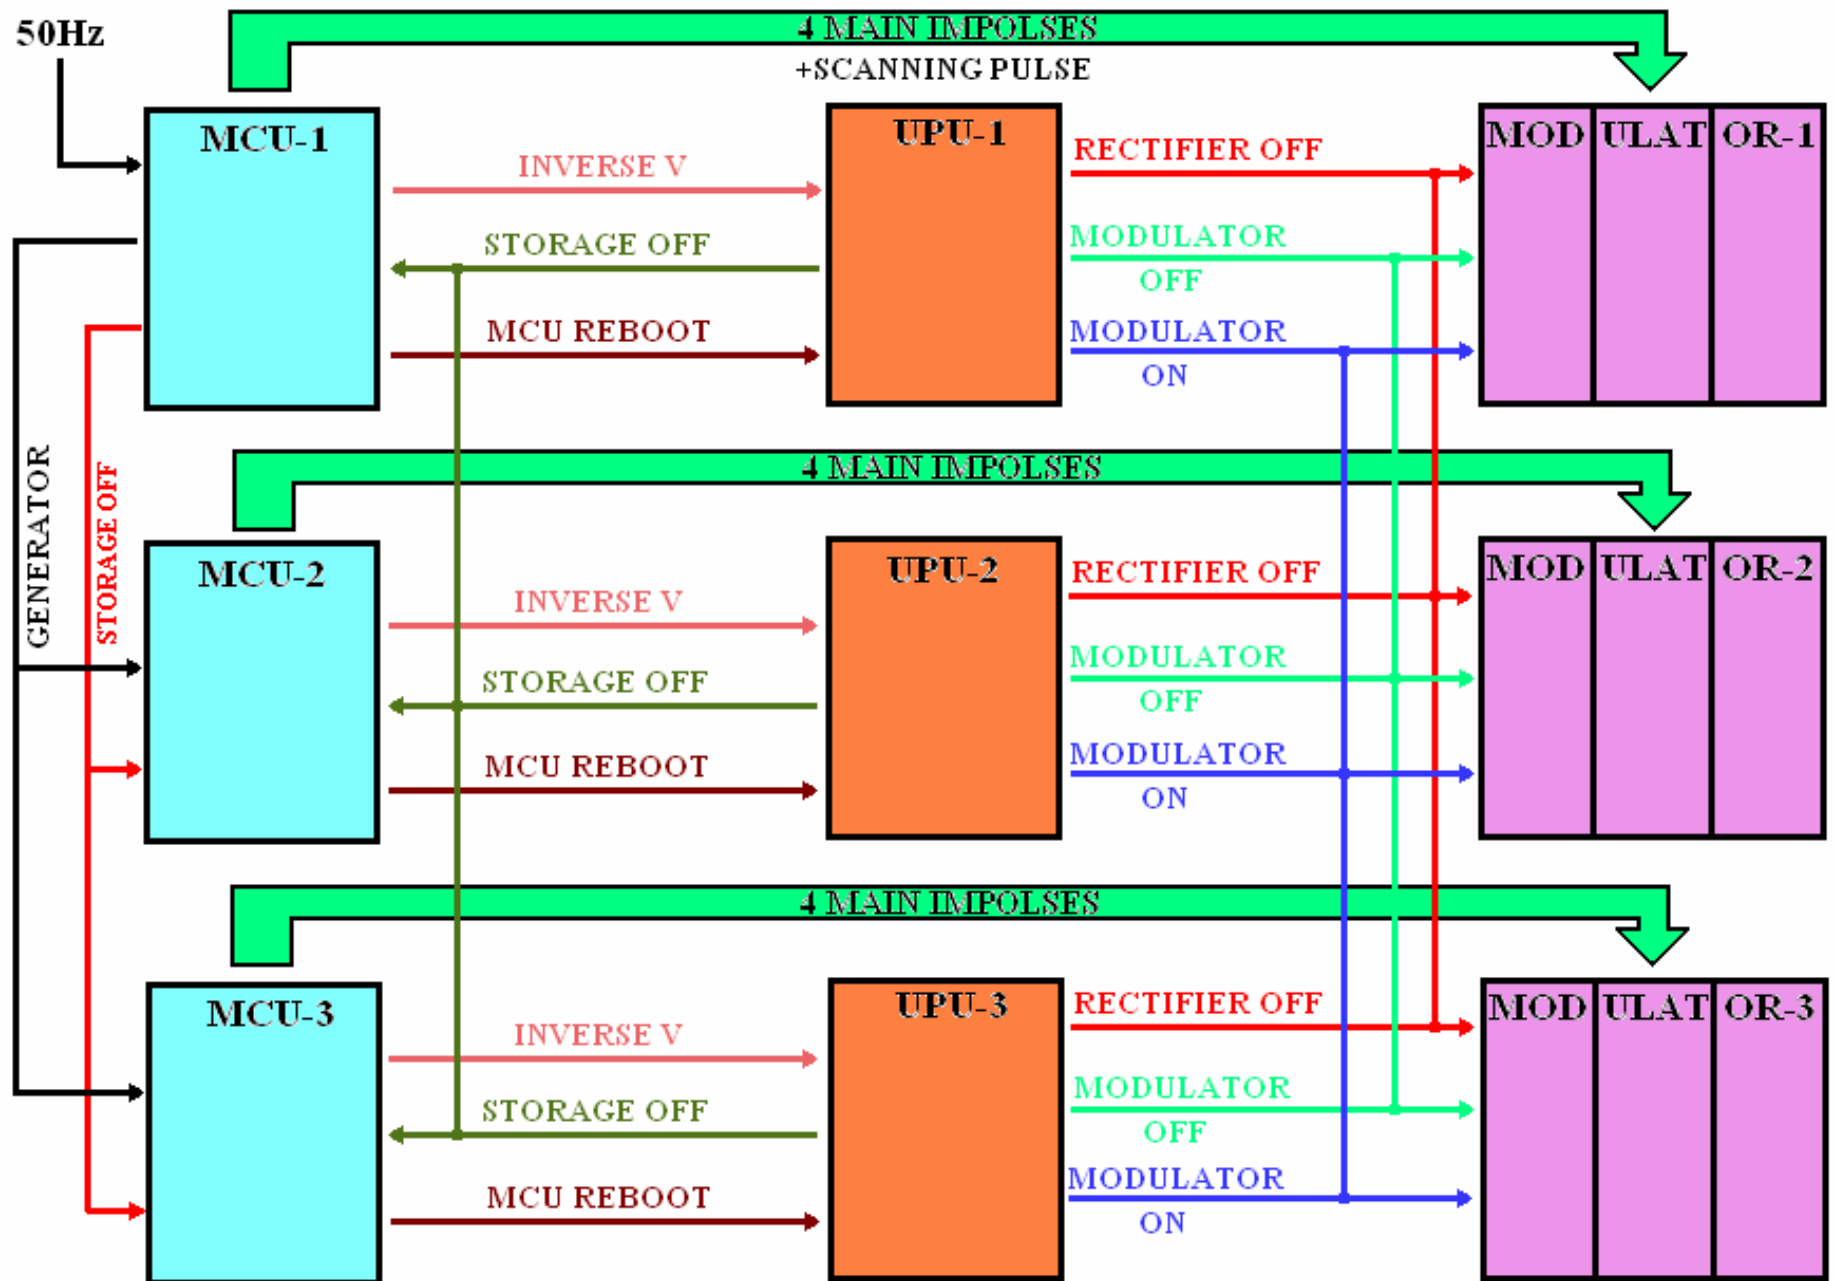 50Hz
4 MAIN IMPOLSES
+SCANNING PULSE
MCU-1
UPU-1
MOD ULAT OR-1
INVERSE V
STORAGE OFF
MCU REBOOT
RECTIFIER OFF
MODULATOR
OFF
MODULATOR
ON
GENERATOR
STORAGE OFF
4 MAIN IMPOLSES
MCU-2
UPU-2
MOD ULAT OR-2
INVERSE V
STORAGE OFF
MCU REBOOT
RECTIFIER OFF
MODULATOR
OFF
MODULATOR
ON
4 MAIN IMPOLSES
MCU-3
UPU-3
MOD ULAT OR-3
INVERSE V
STORAGE OFF
MCU REBOOT
RECTIFIER OFF
MODULATOR
OFF
MODULATOR
ON